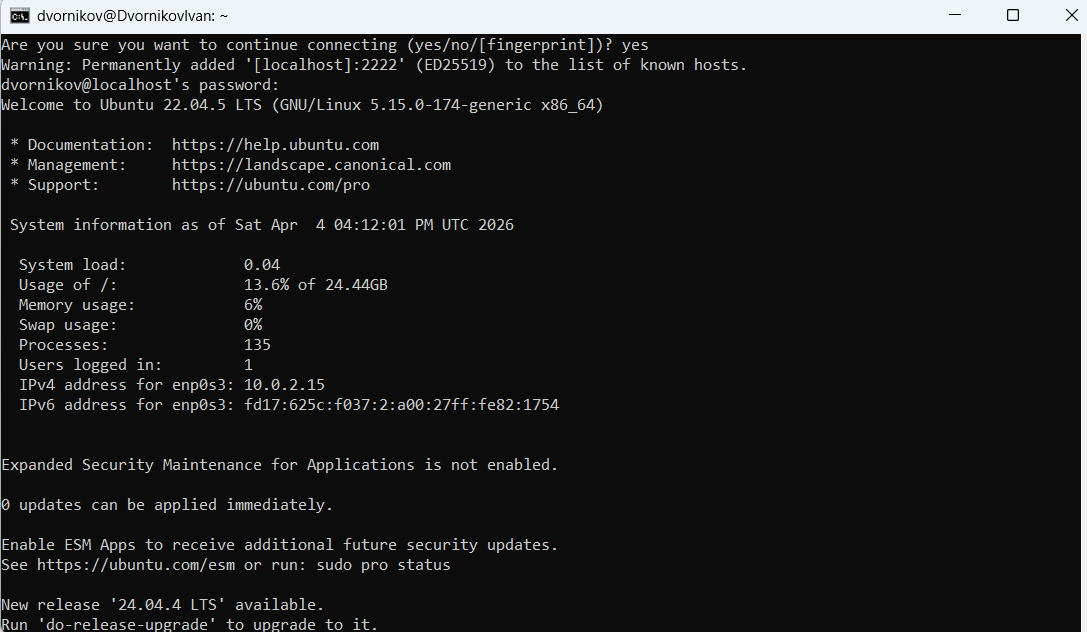 dvornikov@DvornikovIvan: ~
Are you sure you want to continue connecting (yes/no/[fingerprint])? yes
Warning: Permanently added '[localhost]:2222' (ED25519) to the list of known hosts.
dvornikov@localhost's password:
Welcome to Ubuntu 22.04.5 LTS (GNU/Linux 5.15.0-174-generic x86_64)

 * Documentation:  https://help.ubuntu.com
 * Management:     https://landscape.canonical.com
 * Support:        https://ubuntu.com/pro

 System information as of Sat Apr  4 04:12:01 PM UTC 2026

  System load:             0.04
  Usage of /:              13.6% of 24.44GB
  Memory usage:            6%
  Swap usage:              0%
  Processes:               135
  Users logged in:         1
  IPv4 address for enp0s3: 10.0.2.15
  IPv6 address for enp0s3: fd17:625c:f037:2:a00:27ff:fe82:1754

Expanded Security Maintenance for Applications is not enabled.

0 updates can be applied immediately.

Enable ESM Apps to receive additional future security updates.
See https://ubuntu.com/esm or run: sudo pro status

New release '24.04.4 LTS' available.
Run 'do-release-upgrade' to upgrade to it.